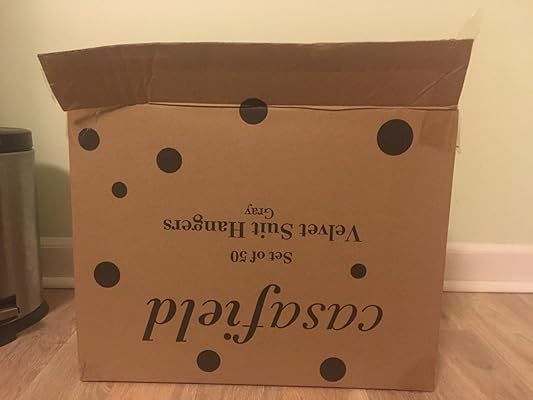 casafield
Set of 50
Velvet Suit Hangers
Gray